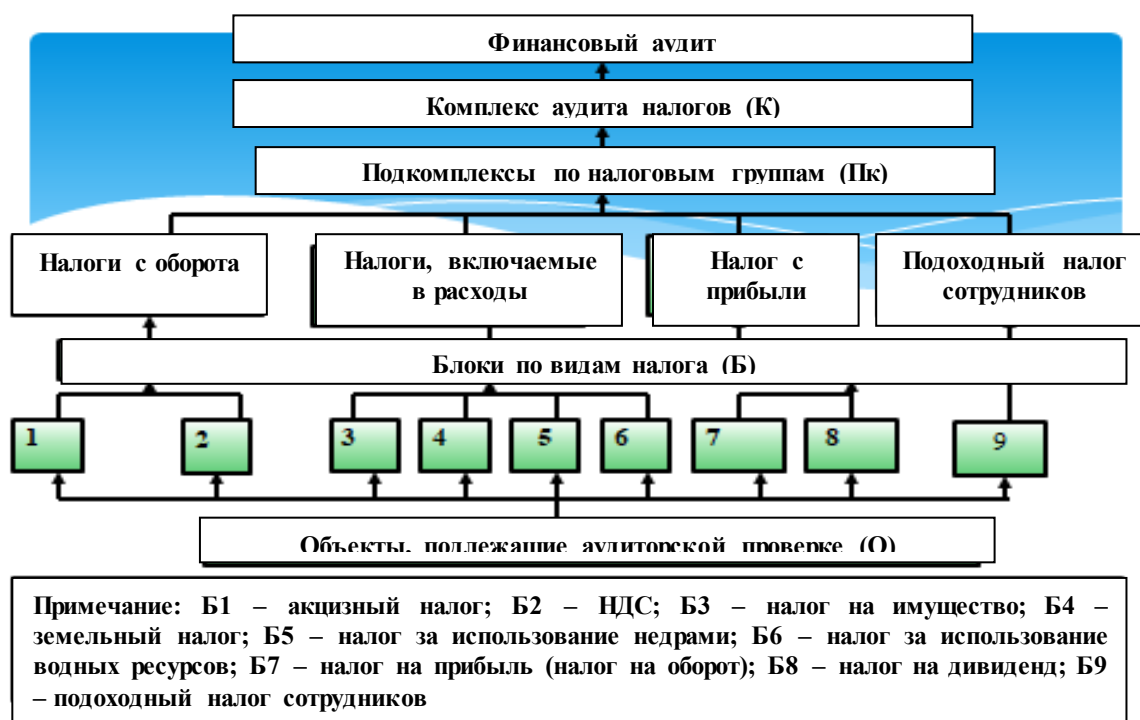 Финансовый аудит
Комплекс аудита налогов (К)
Подкомплексы по налоговым группам (Пк)
Налоги с оборота
Налоги, включаемые
в расходы
Налог с
прибыли
Подоходный налог
сотрудников
Блоки по видам налога (Б)
1
2
3
4
5
6
7
8
9
Объекты, подлежащие аудиторской проверке (О)
Примечание: Б1 – акцизный налог; Б2 – НДС; Б3 – налог на имущество; Б4 –
земельный налог; Б5 – налог за использование недрами; Б6 – налог за использование
водных ресурсов; Б7 – налог на прибыль (налог на оборот); Б8 – налог на дивиденд; Б9
– подоходный налог сотрудников